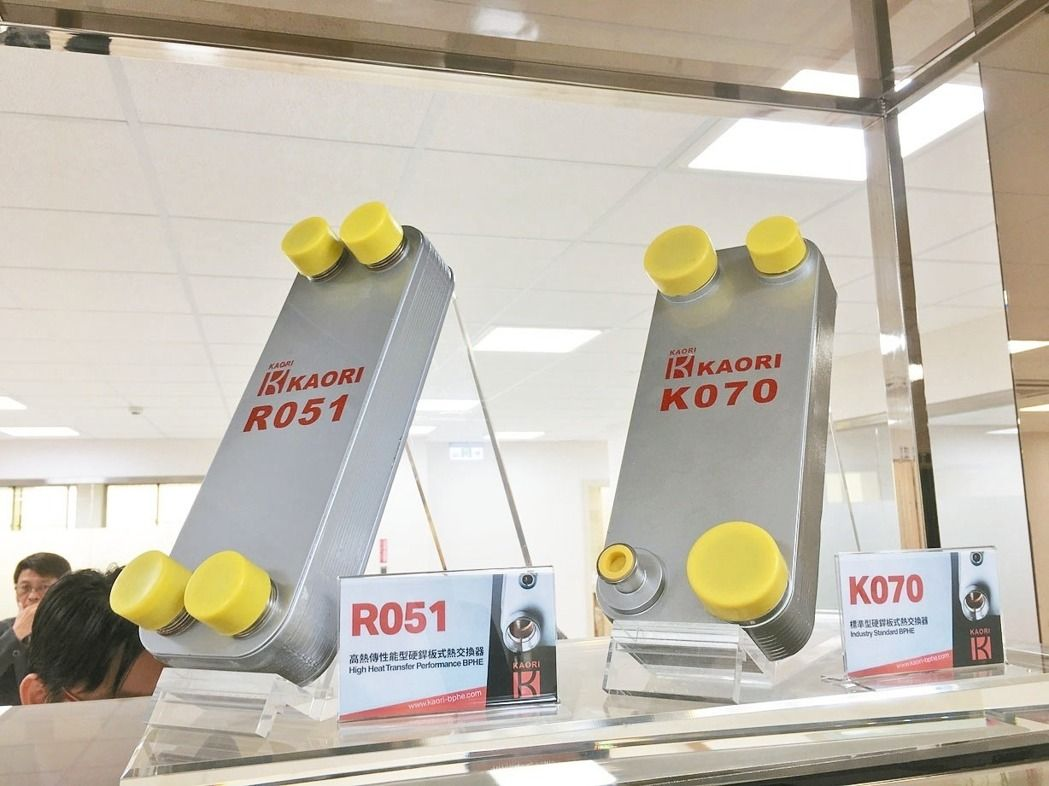 KAORI
KAORI
R051
KAORI
KAORI
K070
R051
高熱傳性能型硬銲板式熱交換器
High Heat Transfer Performance BPHE
KAORI
www.kaori-bphe.com
K070
標準型硬銲板式熱交換器
Industry Standard BPHE
KAORI
www.kaori-bphe.com